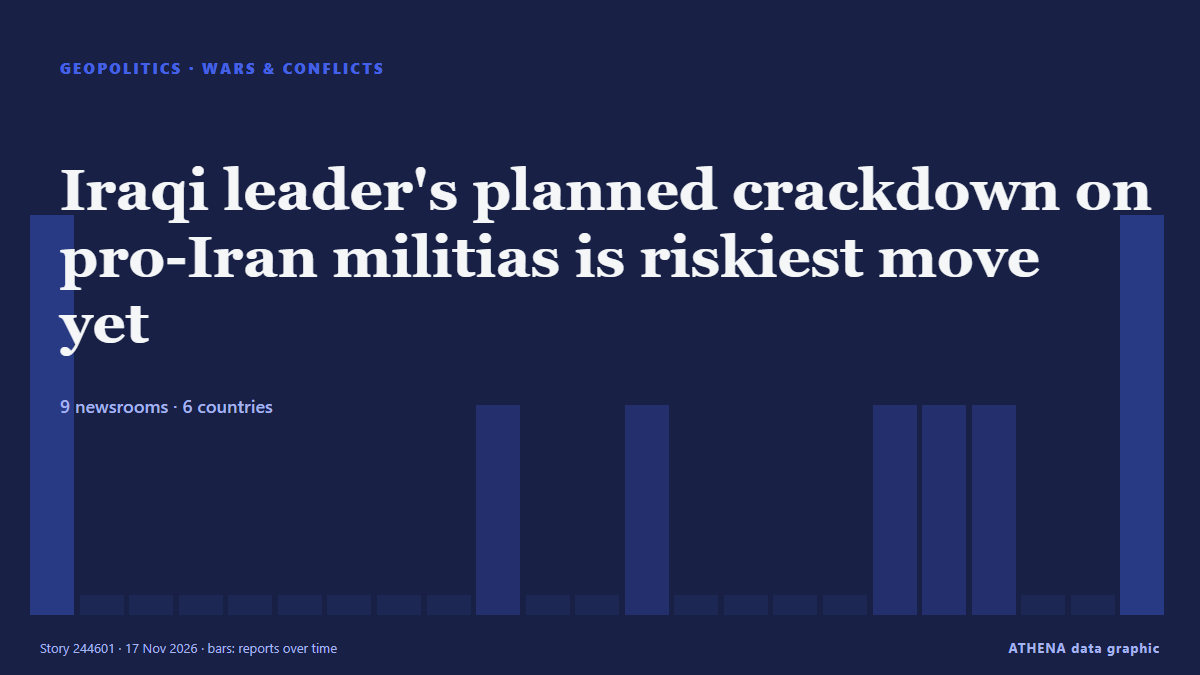 GEOPOLITICS · WARS & CONFLICTS
Iraqi leader's planned crackdown on
pro-Iran militias is riskiest move
yet
9 newsrooms · 6 countries
Story 244601 · 17 Nov 2026 · bars: reports over time
ATHENA data graphic